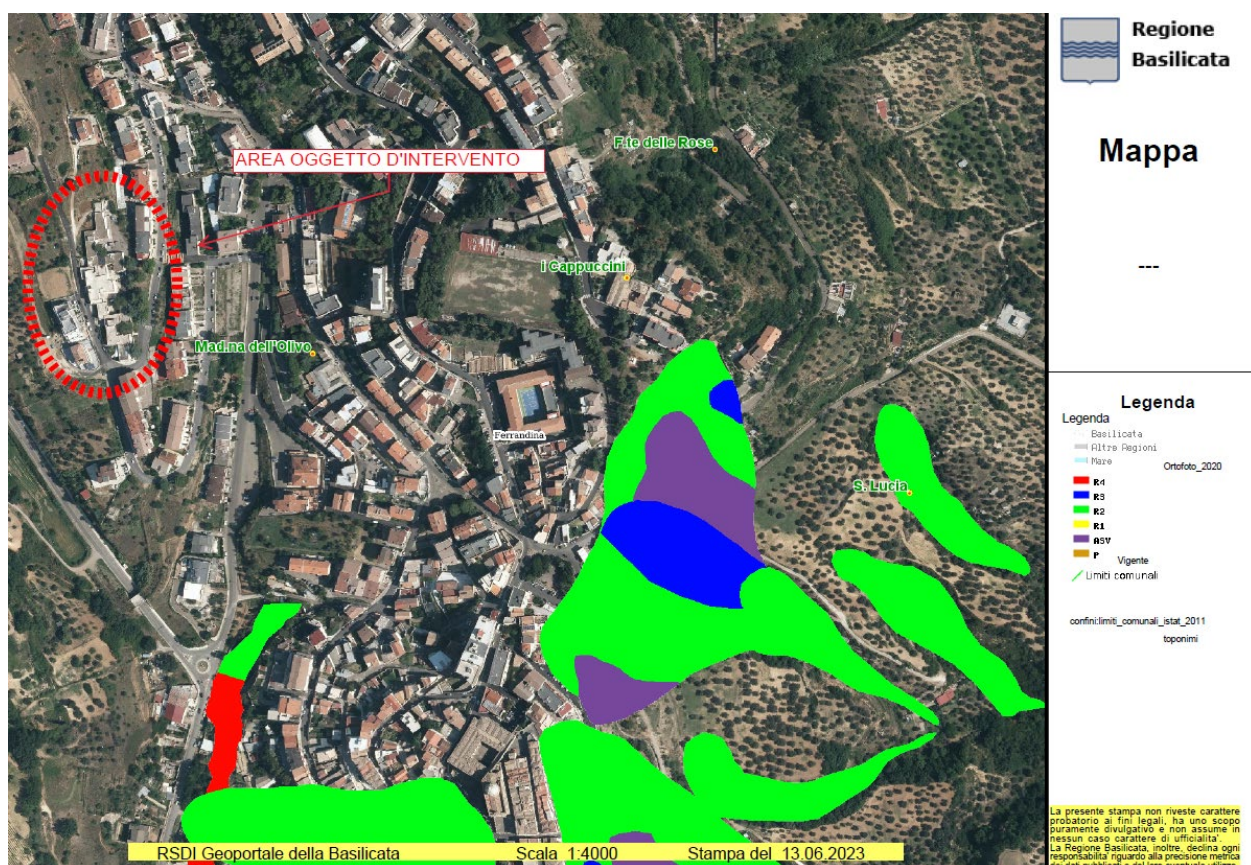 Regione
Basilicata
Mappa
---
AREA OGGETTO D'INTERVENTO
F.te delle Rose
i Cappuccini
Mad.na dell'Olivo
Ferrandina
S. Lucia
Legenda
Legenda
Basilicata
Altre Regioni
Mare
Ortofoto_2020
R4
R3
R2
R1
ASV
P
Vigente
Limiti comunali
confini:limiti_comunali_istat_2011
toponimi
La presente stampa non riveste carattere
probatorio ai fini legali, ha uno scopo
puramente divulgativo e non assume in
nessun caso carattere di ufficialita'.
La Regione Basilicata, inoltre, declina ogni
responsabilita' riguardo alla precisione metrica
RSDI Geoportale della Basilicata Scala 1:4000 Stampa del 13.06.2023